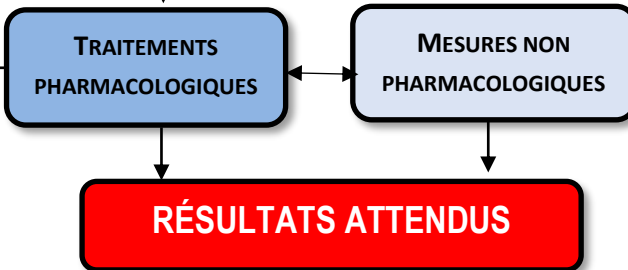 TRAITEMENTS
PHARMACOLOGIQUES
MESURES NON
PHARMACOLOGIQUES
RÉSULTATS ATTENDUS